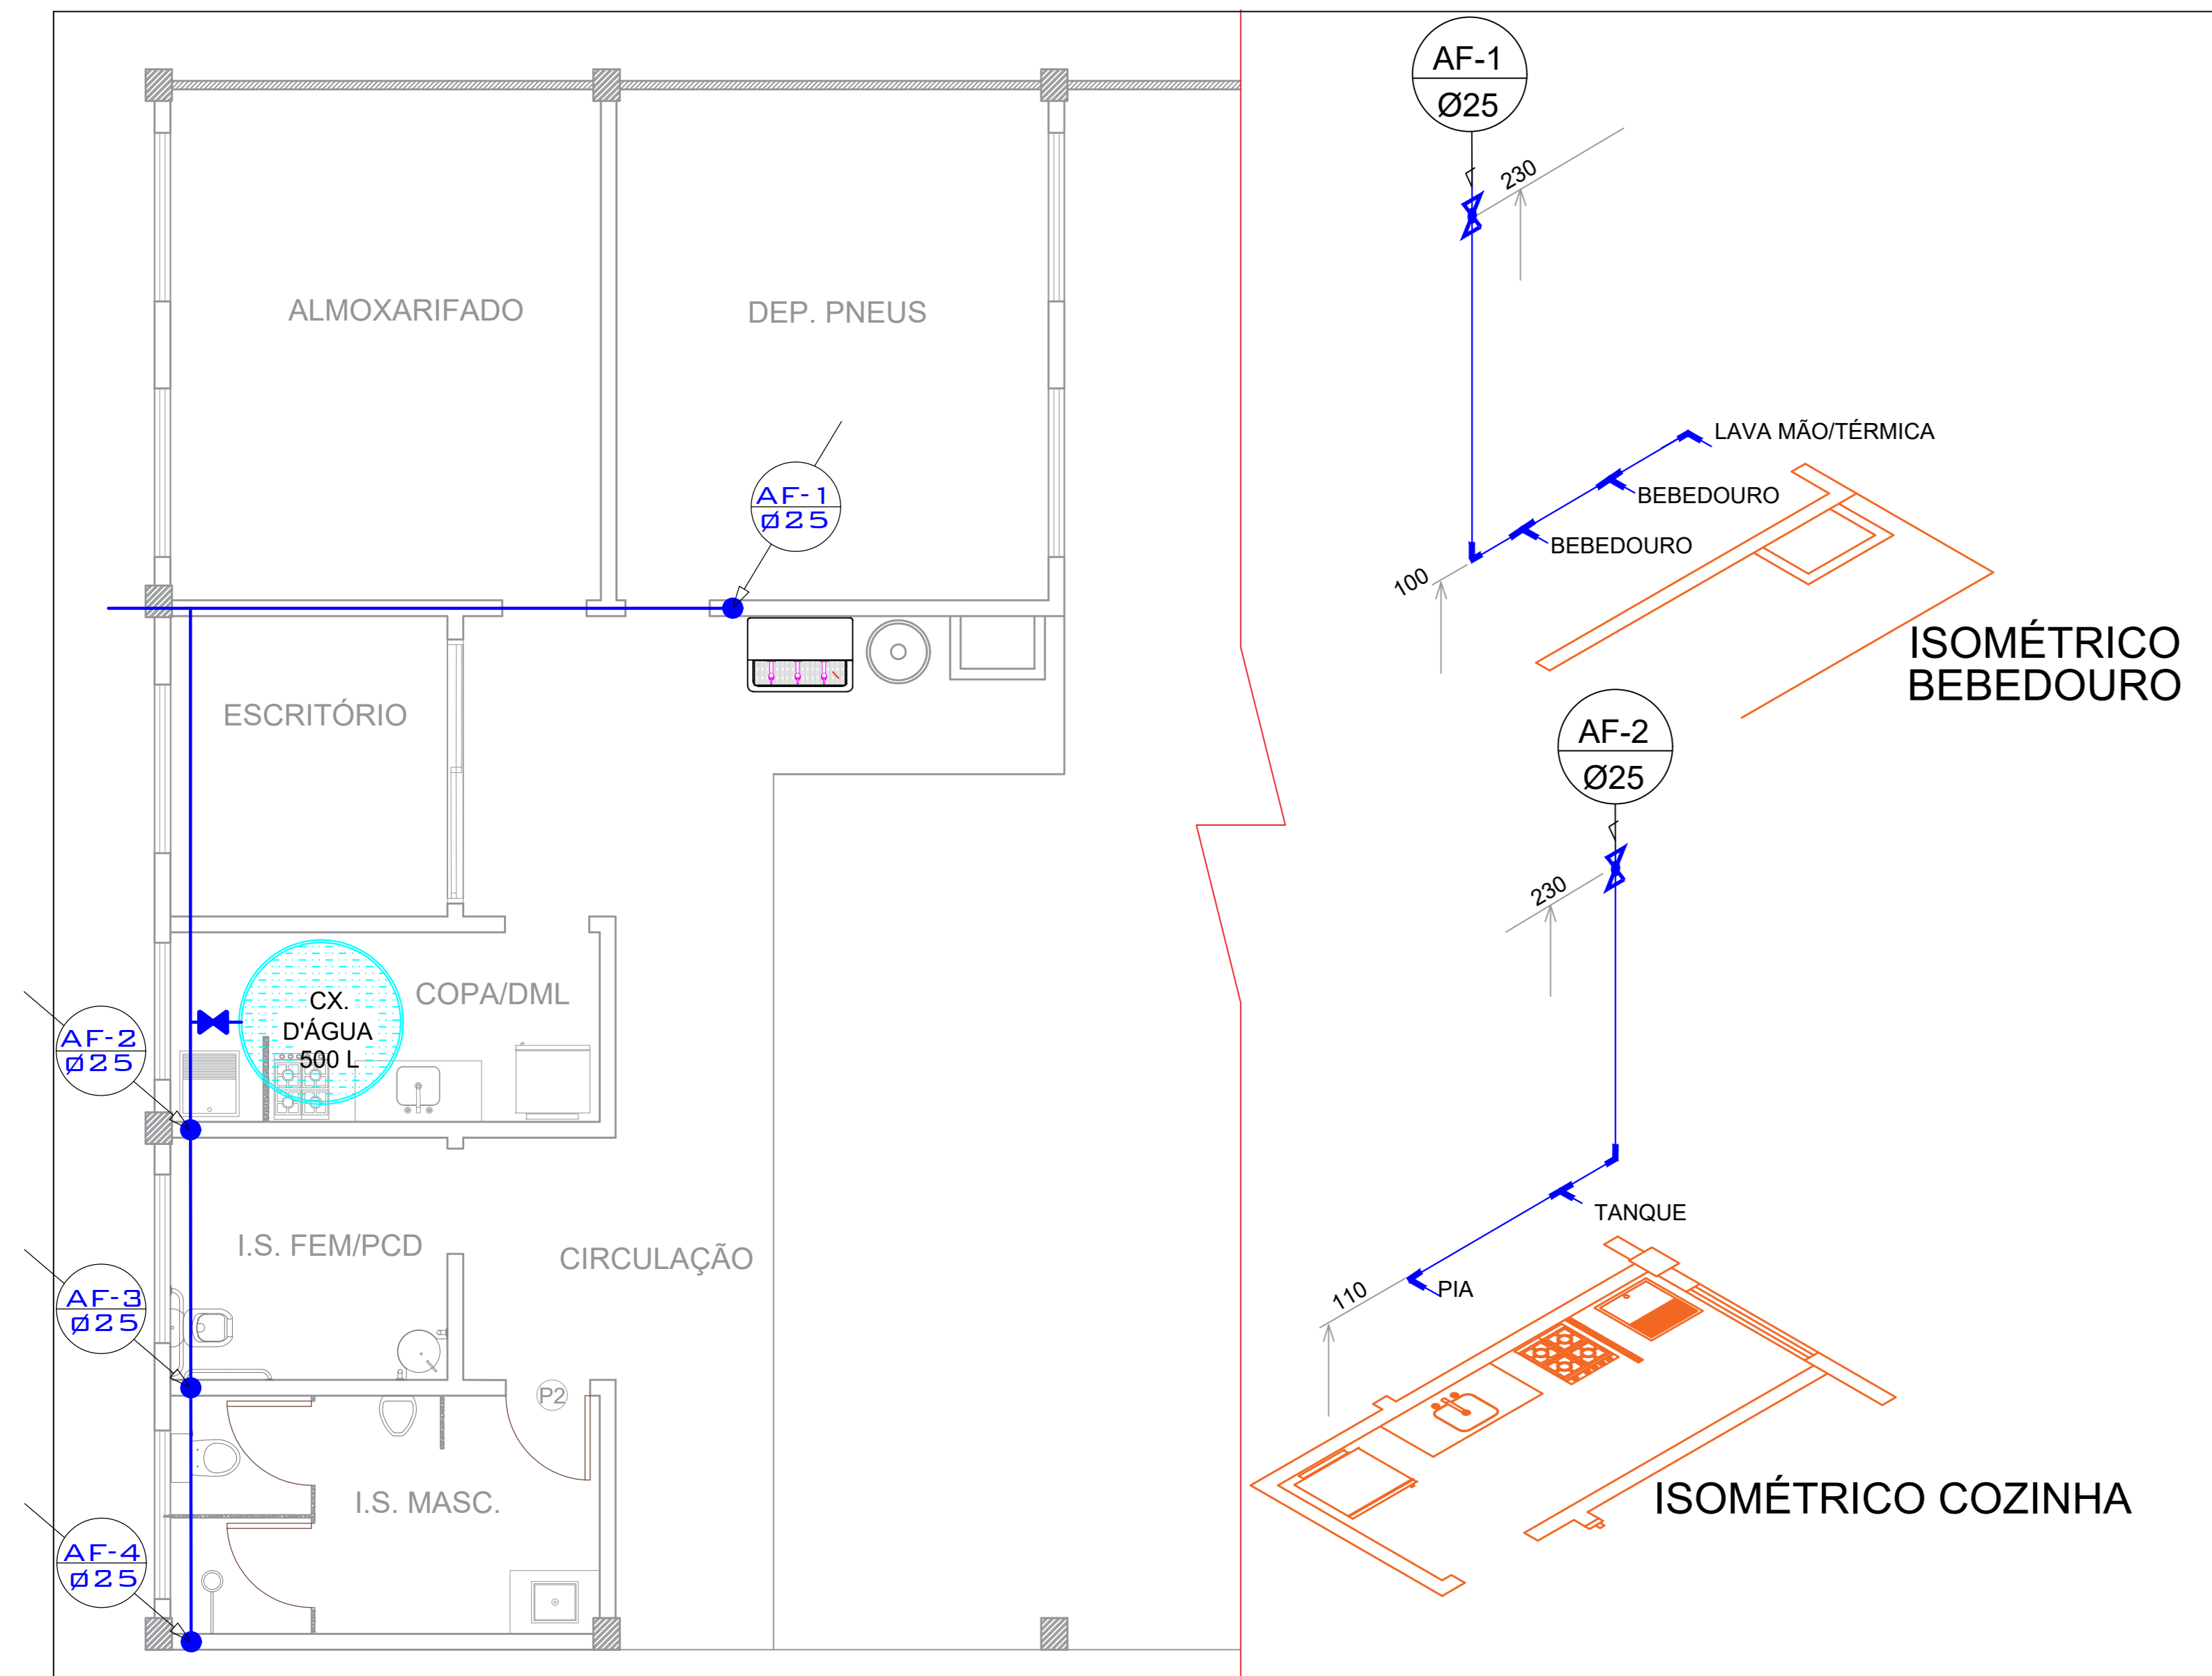 ALMOXARIFADO
DEP. PNEUS
AF-1
Ø25
ESCRITÓRIO
COPA/DML
CX.
D'ÁGUA
500 L
AF-2
Ø25
I.S. FEM/PCD
CIRCULAÇÃO
AF-3
Ø25
P2
I.S. MASC.
AF-4
Ø25
AF-1
Ø25
230
LAVA MÃO/TÉRMICA
BEBEDOURO
BEBEDOURO
100
ISOMÉTRICO
BEBEDOURO
AF-2
Ø25
230
TANQUE
PIA
110
ISOMÉTRICO COZINHA